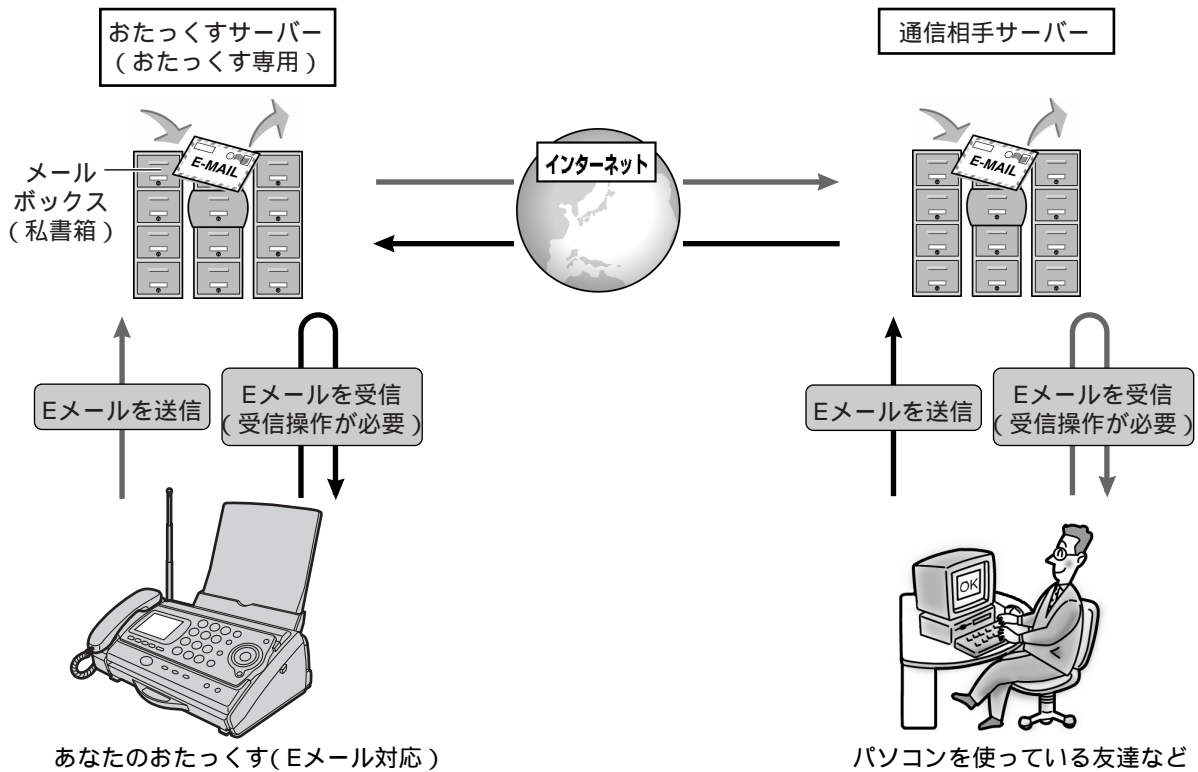 おたっくすサーバー
(おたっくす専用)
通信相手サーバー
E-MAIL
E-MAIL
インターネット
メール
ボックス
(私書箱)
Eメールを送信
Eメールを受信
(受信操作が必要)
Eメールを送信
Eメールを受信
(受信操作が必要)
OK
あなたのおたっくす(Eメール対応)
パソコンを使っている友達など